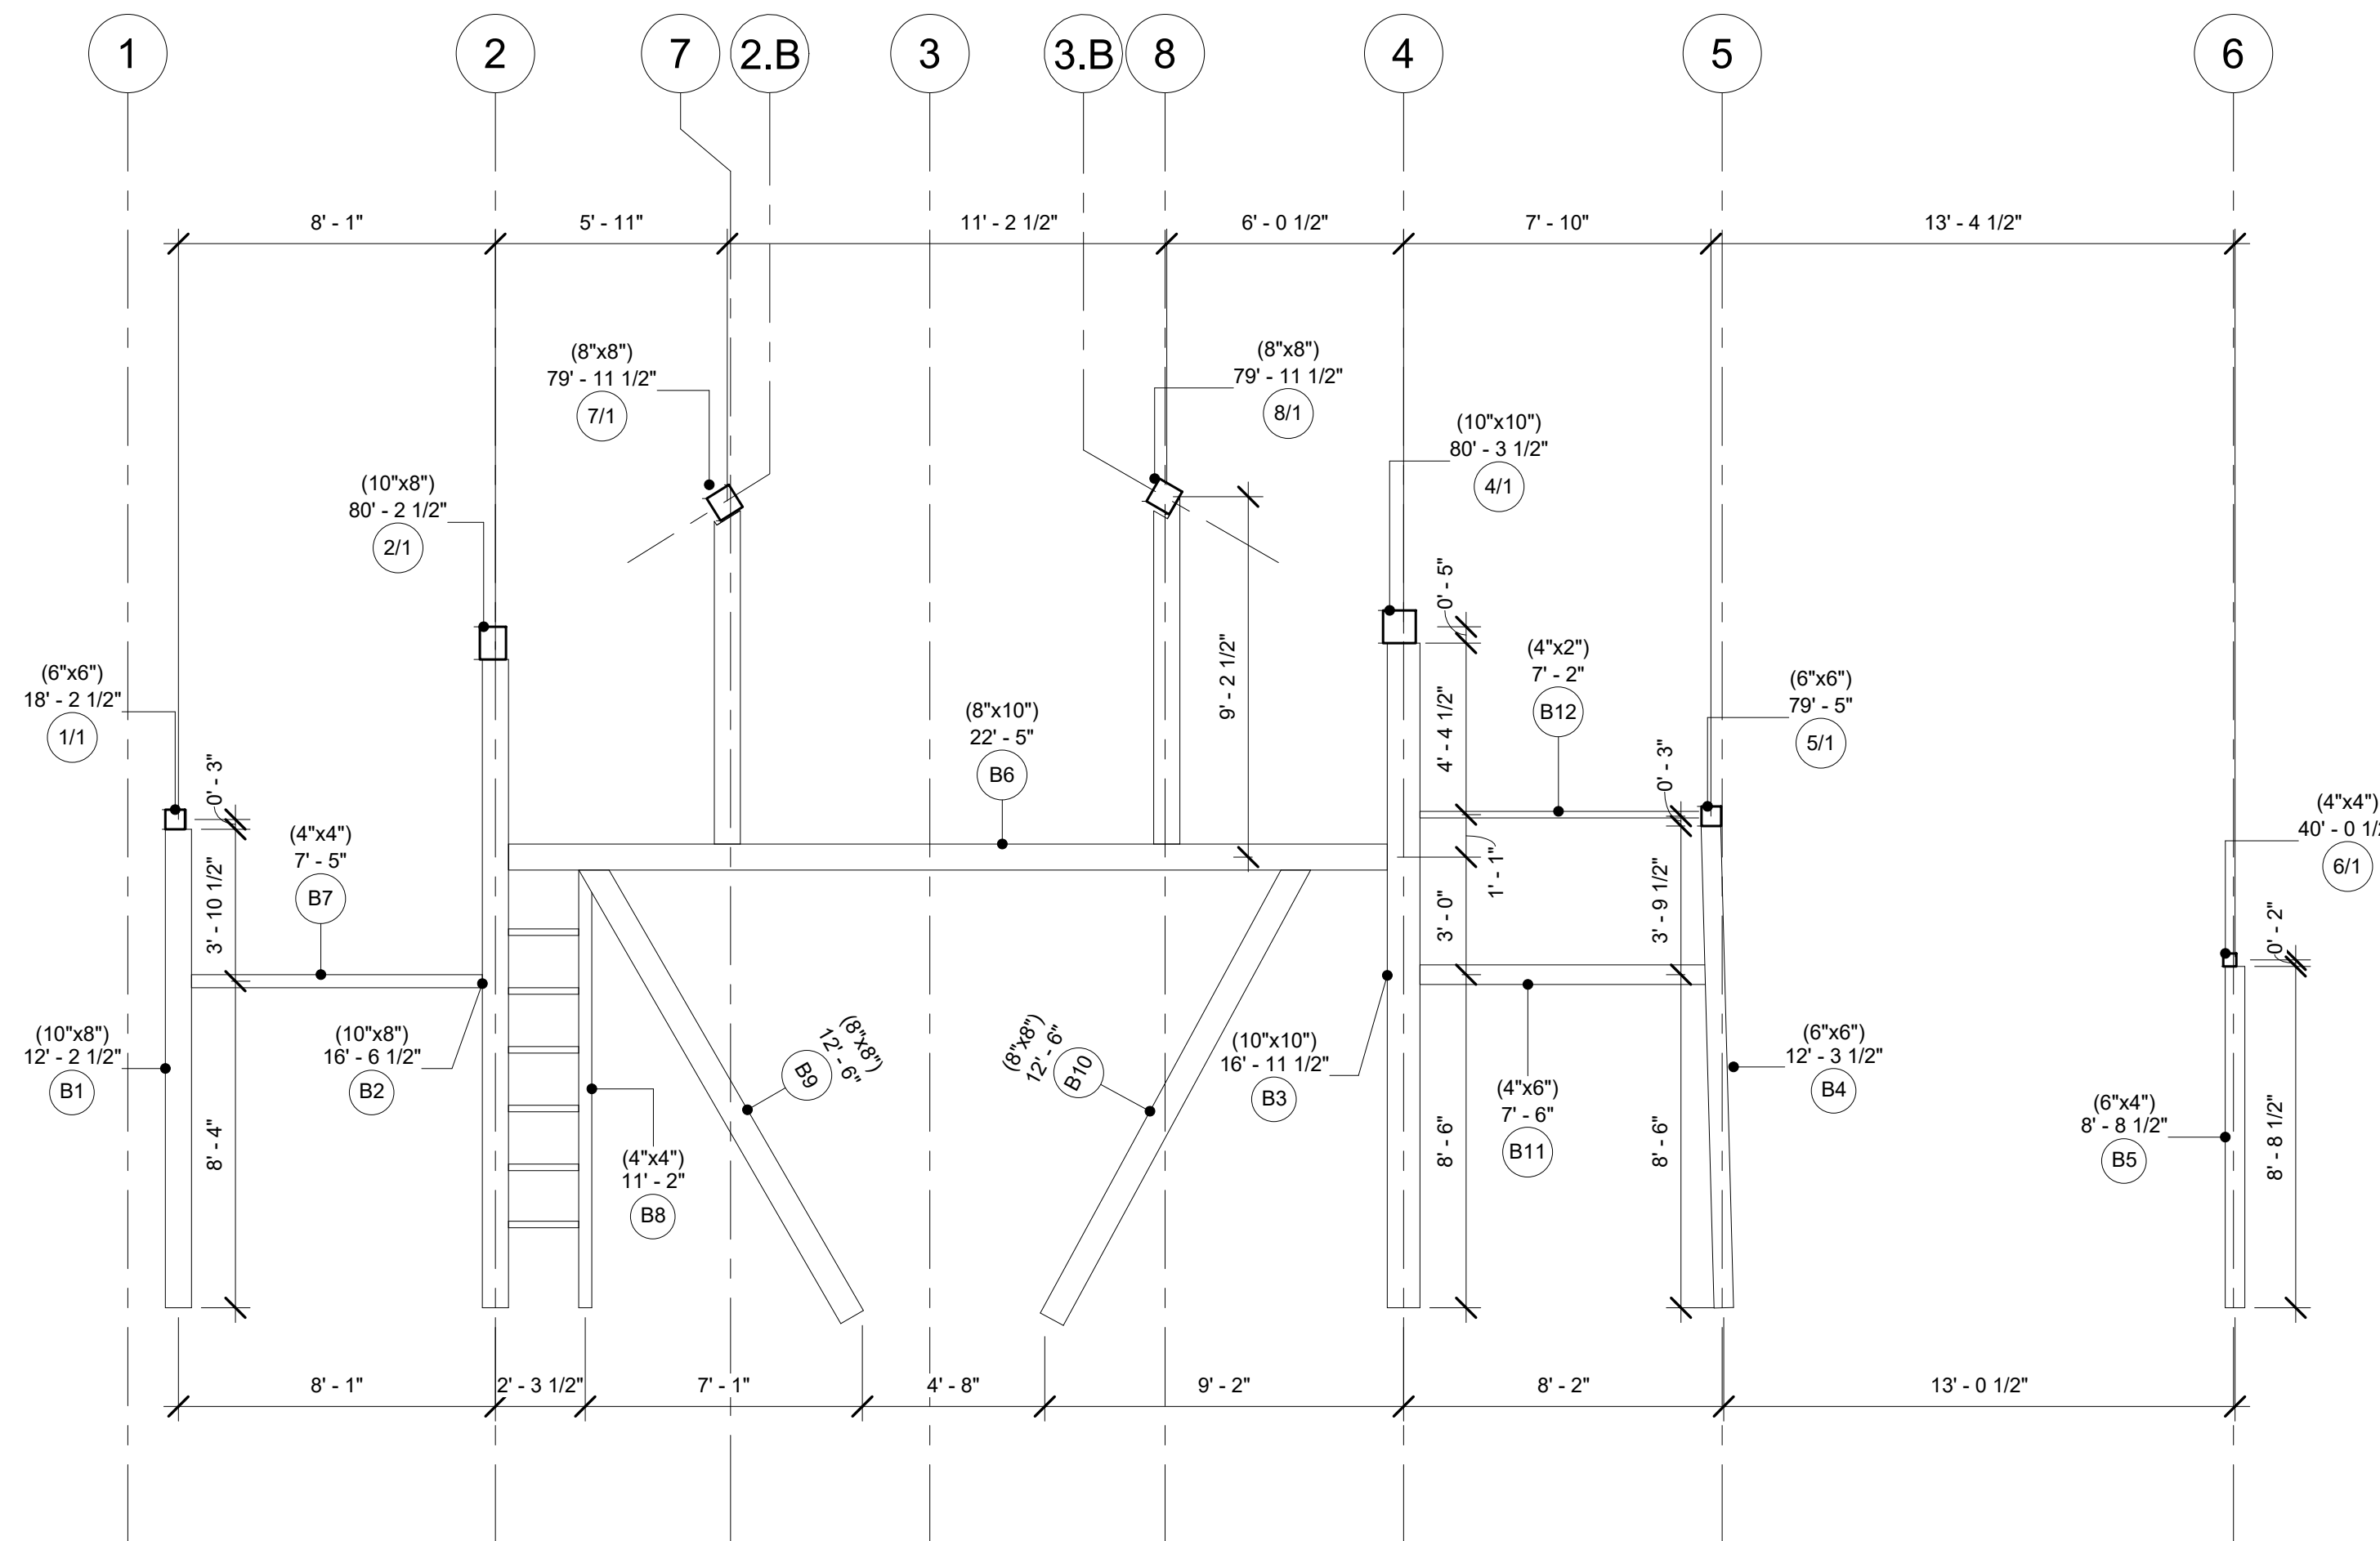 1
2
7
2.B
3
3.B
8
4
5
6
8' - 1"
5' - 11"
11' - 2 1/2"
6' - 0 1/2"
7' - 10"
13' - 4 1/2"
(8"x8")
79' - 11 1/2"
7/1
(8"x8")
79' - 11 1/2"
8/1
(10"x10")
80' - 3 1/2"
4/1
(10"x8")
80' - 2 1/2"
2/1
0' - 5"
9' - 2 1/2"
(4"x2")
7' - 2"
B12
(6"x6")
18' - 2 1/2"
1/1
(6"x6")
79' - 5"
5/1
(8"x10")
22' - 5"
B6
4' - 4 1/2"
0' - 3"
0' - 3"
(4"x4")
7' - 5"
B7
(4"x4")
40' - 0 1/
6/1
1' - 1"
3' - 10 1/2"
3' - 0"
3' - 9 1/2"
0' - 2"
(10"x8")
12' - 2 1/2"
B1
(10"x8")
16' - 6 1/2"
B2
(8"x8")
12' - 6"
B9
(8"x8")
12' - 6"
B10
(10"x10")
16' - 11 1/2"
B3
(6"x6")
12' - 3 1/2"
B4
(4"x6")
7' - 6"
B11
(6"x4")
8' - 8 1/2"
B5
8' - 4"
(4"x4")
11' - 2"
B8
8' - 6"
8' - 6"
8' - 8 1/2"
8' - 1"
2' - 3 1/2"
7' - 1"
4' - 8"
9' - 2"
8' - 2"
13' - 0 1/2"